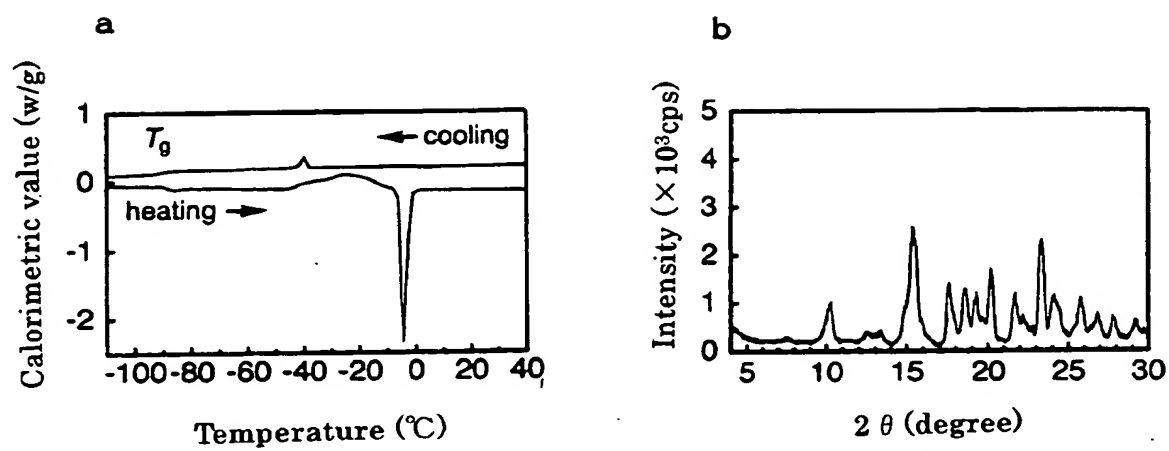 a
Calorimetric value (w/g)
1
0
-1
-2
Tg
cooling
heating
-100 -80 -60 -40 -20 0 20 40
Temperature (℃)
b
Intensity (×10³cps)
5
4
3
2
1
0
5 10 15 20 25 30
2 θ (degree)